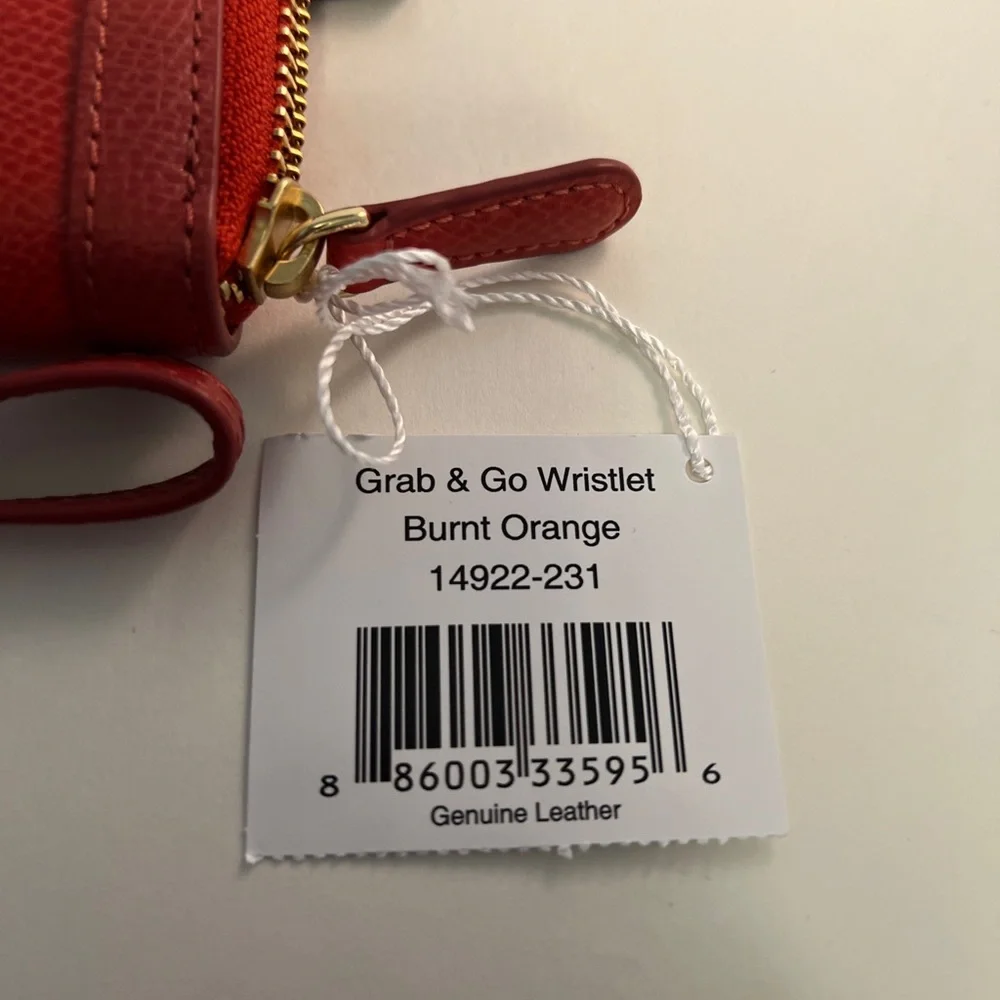 Grab & Go Wristlet
Burnt Orange
14922-231
8 86003 33595 6
Genuine Leather